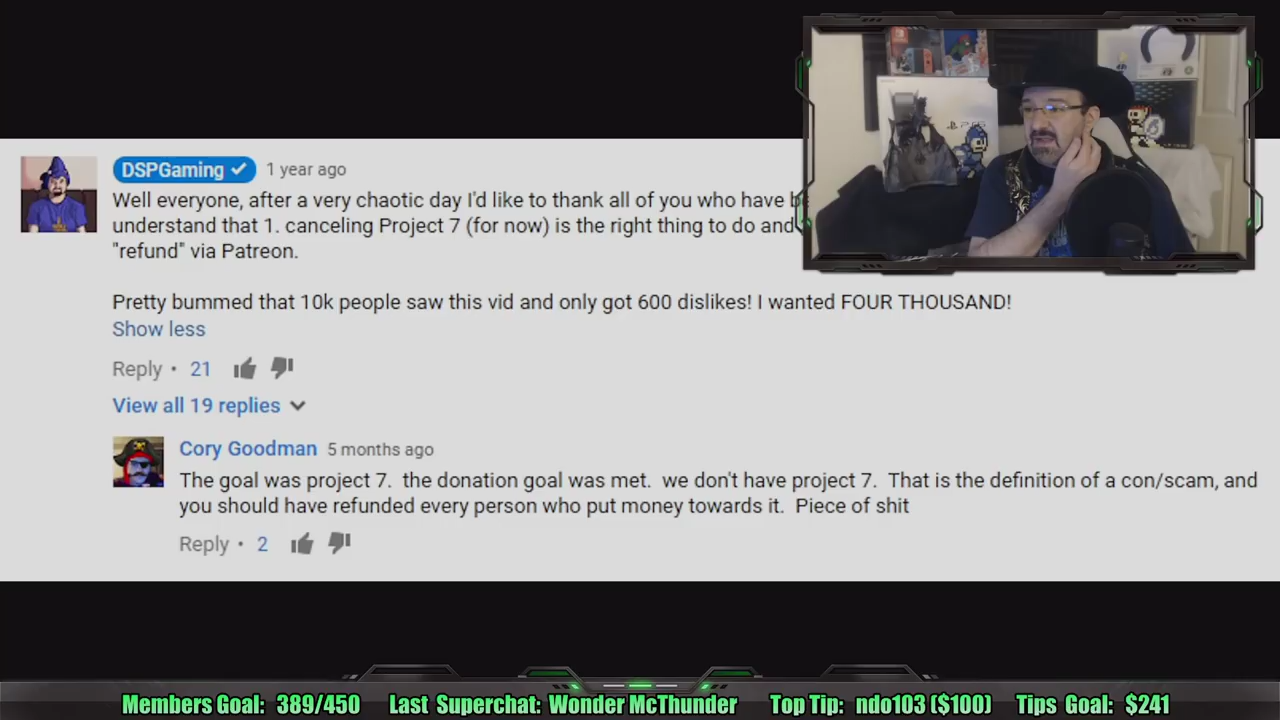 DSPGaming 1 year ago
Well everyone, after a very chaotic day I'd like to thank all of you who have
understand that 1. canceling Project 7 (for now) is the right thing to do and
"refund" via Patreon.
Pretty bummed that 10k people saw this vid and only got 600 dislikes! I wanted FOUR THOUSAND!
Show less
Reply • 21
View all 19 replies
Cory Goodman 5 months ago
The goal was project 7.  the donation goal was met.  we don't have project 7.  That is the definition of a con/scam, and
you should have refunded every person who put money towards it.  Piece of shit
Reply • 2
Members Goal: 389/450 Last Superchat: Wonder McThunder Top Tip: ndo103 ($100) Tips Goal: $241